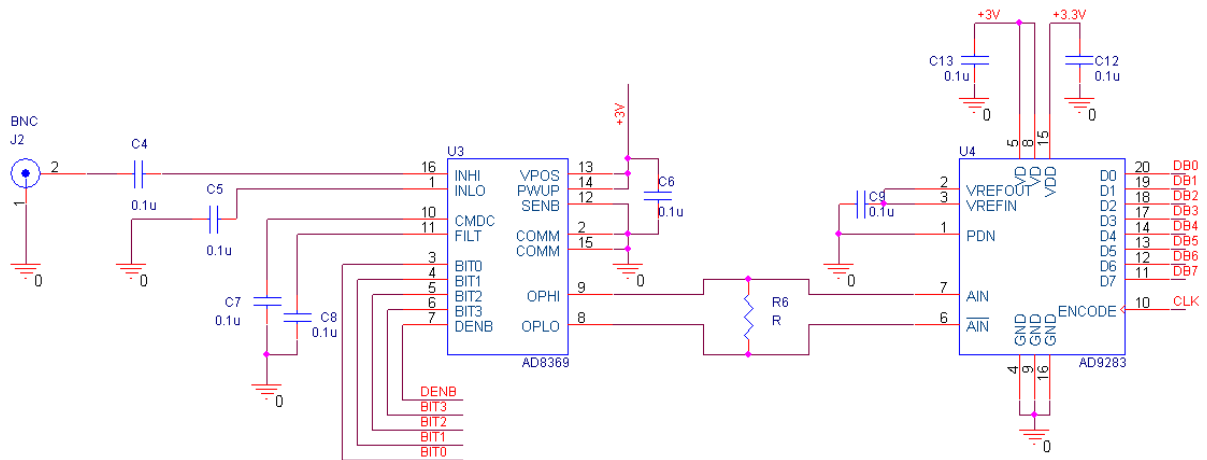 +3V
+3.3V
C13
0.1u
0
C12
0.1u
0
BNC
J2
2
1
0
C4
0.1u
C5
0.1u
0
C7
0.1u
C8
0.1u
0
U3
16 INHI
1 INLO
10 CMDC
11 FILT
3 BIT0
4 BIT1
5 BIT2
6 BIT3
7 DENB
VPOS 13
PWUP 14
SENB 12
COMM 2
COMM 15
OPHI 9
OPLO 8
AD8369
DENB
BIT3
BIT2
BIT1
BIT0
+3V
C6
0.1u
0
R6
R
C9
0.1u
0
U4
5 VD
8 VD
15 VDD
2 VREFOUT
3 VREFIN
1 PDN
7 AIN
6 AIN
D0 20 DB0
D1 19 DB1
D2 18 DB2
D3 17 DB3
D4 14 DB4
D5 13 DB5
D6 12 DB6
D7 11 DB7
ENCODE 10 CLK
GND 4
GND 9
GND 16
AD9283
0